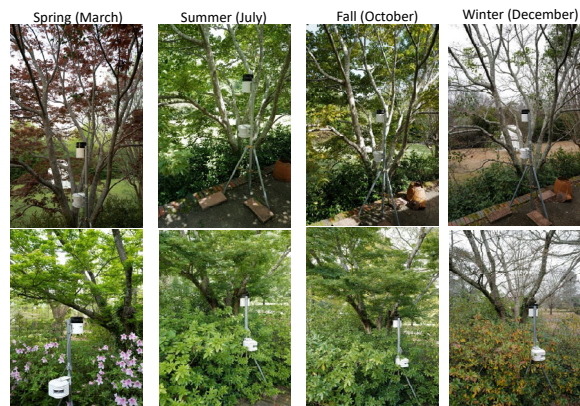 Spring (March)
Summer (July)
Fall (October)
Winter (December)